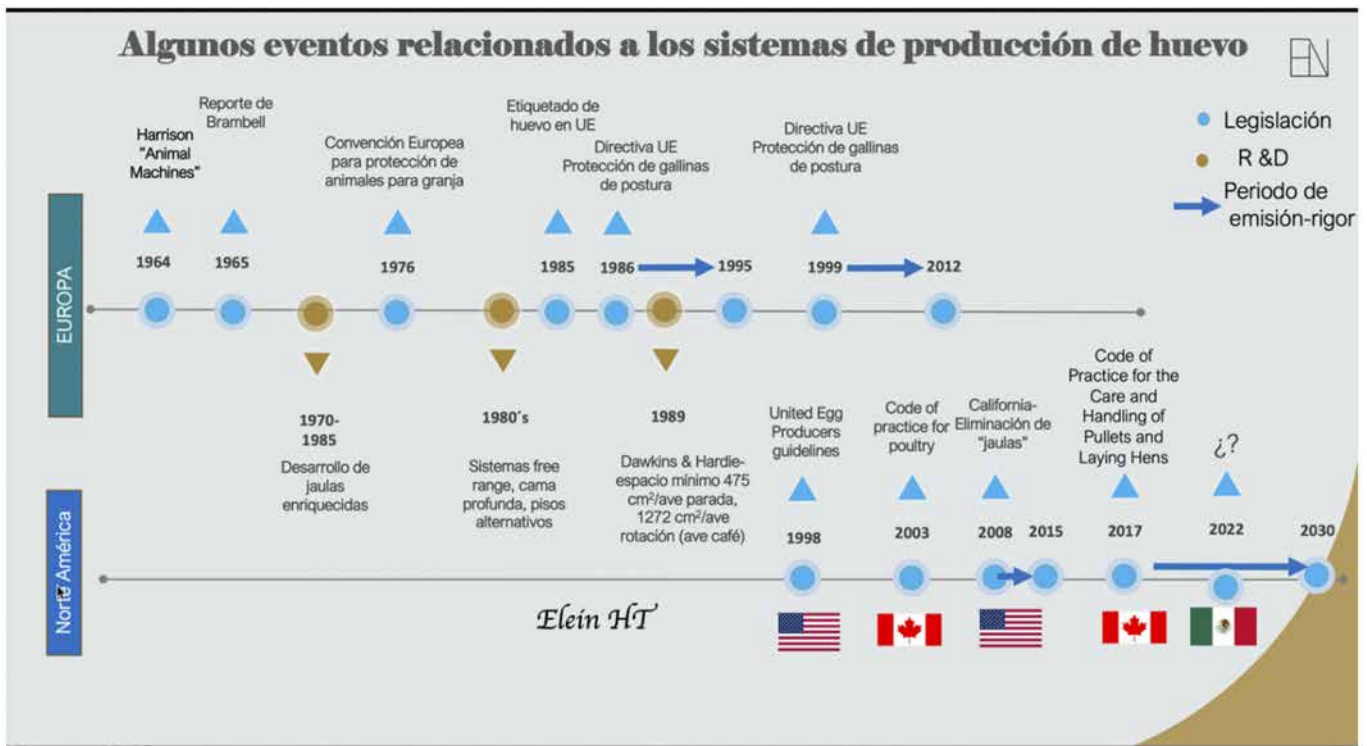 Algunos eventos relacionados a los sistemas de producción de huevo
EN
Legislación
R &D
Periodo de
emisión-rigor
EUROPA
Harrison
"Animal
Machines"
1964
Reporte de
Brambell
1965
Convención Europea
para protección de
animales para granja
1976
Etiquetado de
huevo en UE
1985
Directiva UE
Protección de gallinas
de postura
1986
1995
Directiva UE
Protección de gallinas
de postura
1999
2012
1970-
1985
Desarrollo de
jaulas
enriquecidas
1980´s
Sistemas free
range, cama
profunda, pisos
alternativos
1989
Dawkins & Hardie-
espacio mínimo 475
cm²/ave parada,
1272 cm²/ave
rotación (ave café)
Norte América
United Egg
Producers
guidelines
1998
Code of
practice for
poultry
2003
California-
Eliminación de
"jaulas"
2008
2015
Code of
Practice for the
Care and
Handling of
Pullets and
Laying Hens
2017
¿?
2022
2030
Elein HT